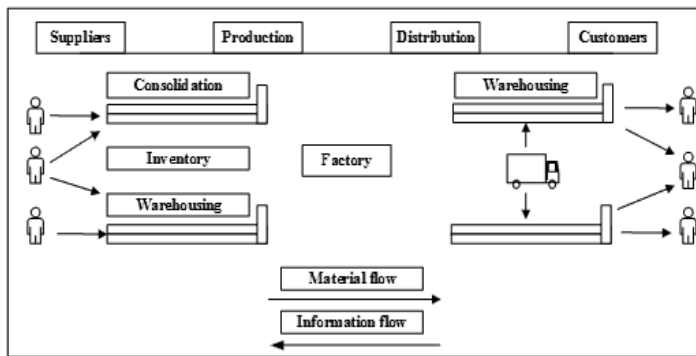 Suppliers
Production
Distribution
Customers
Consolidation
Warehousing
Inventory
Factory
Warehousing
Material flow
Information flow